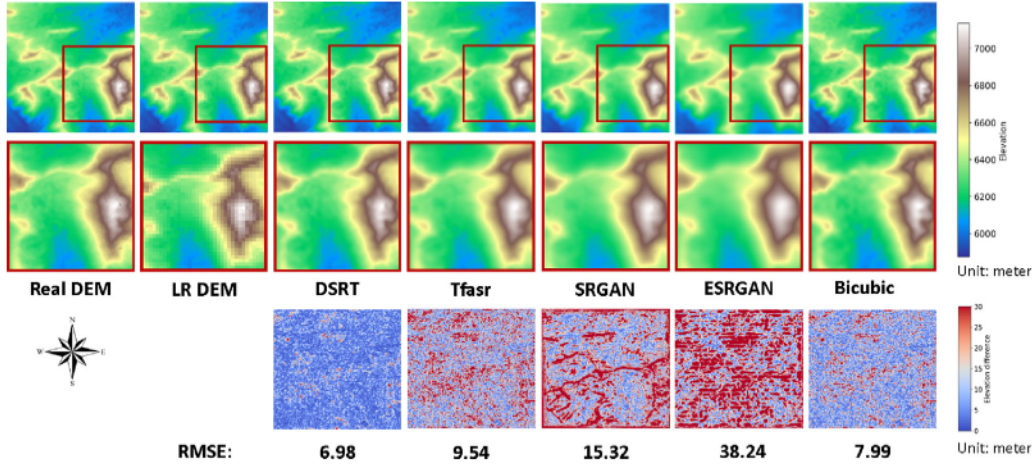 7000
6800
6600
6400
6200
6000
Elevation
Unit: meter
Real DEM LR DEM DSRT Tfasr SRGAN ESRGAN Bicubic
N
W E
S
30
25
20
15
10
5
0
Elevation difference
RMSE: 6.98 9.54 15.32 38.24 7.99
Unit: meter